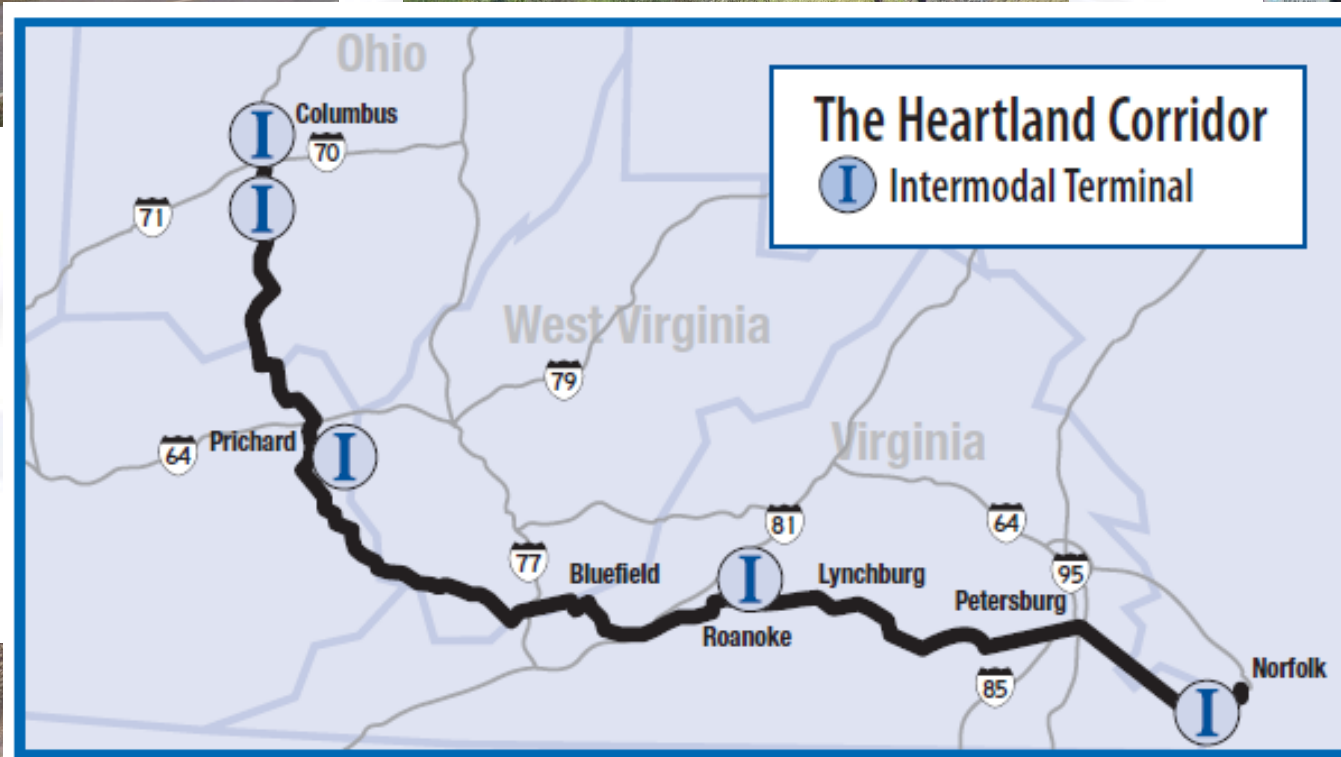 Ohio
Columbus
70
I
I
71
The Heartland Corridor
I Intermodal Terminal
West Virginia
79
Prichard
64
I
Virginia
81
64
77
Bluefield
I
Lynchburg
95
Petersburg
Roanoke
85
Norfolk
I